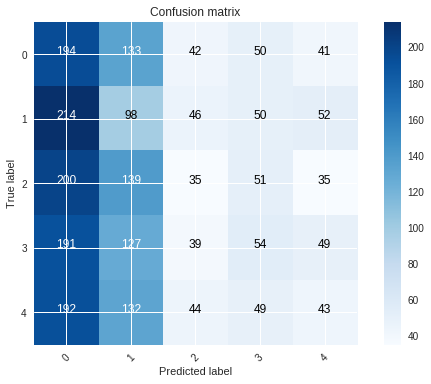 Confusion matrix
194 133 42 50 41
214 98 46 50 52
200 139 35 51 35
191 127 39 54 49
192 132 44 49 43
0
1
2
3
4
True label
0 1 2 3 4
Predicted label
200
180
160
140
120
100
80
60
40